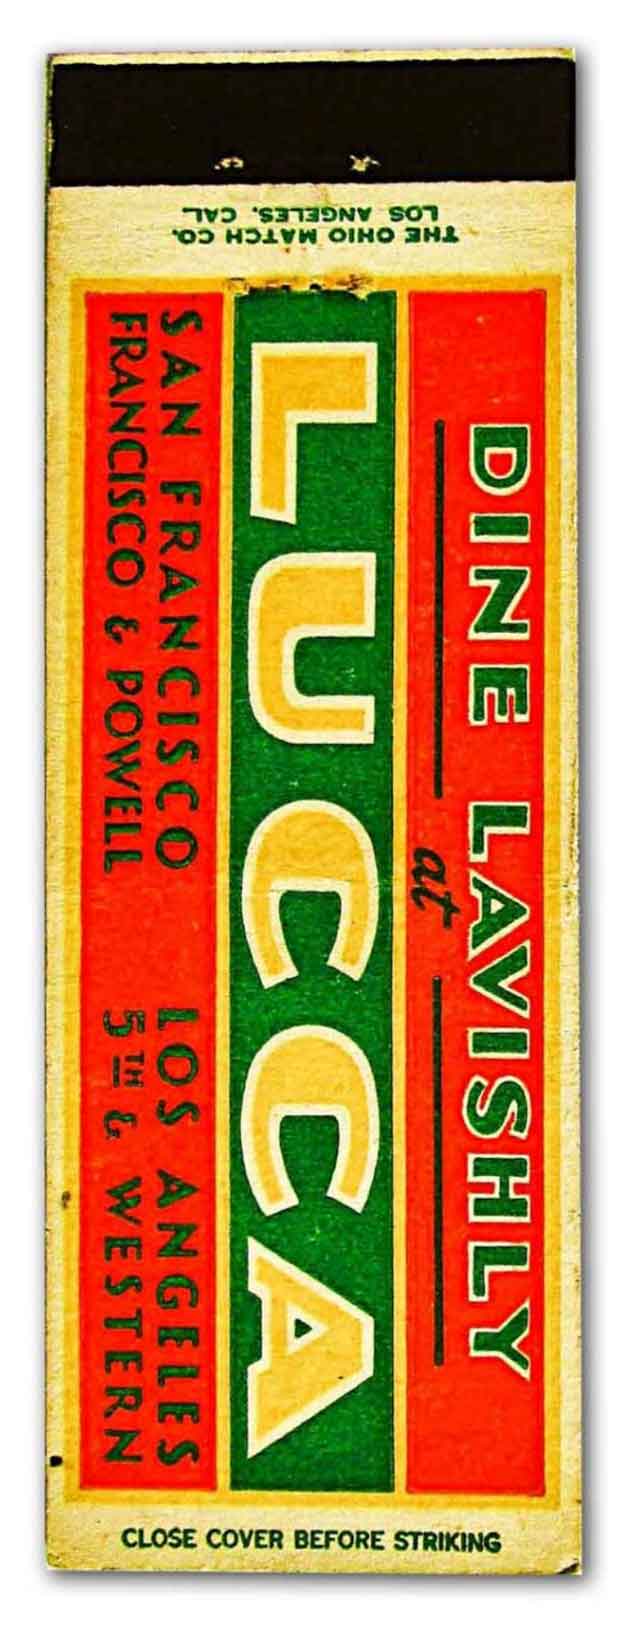 THE OHIO MATCH CO.
LOS ANGELES, CAL.
DINE LAVISHLY
at
LUCCA
SAN FRANCISCO
FRANCISCO & POWELL
LOS ANGELES
5TH & WESTERN
CLOSE COVER BEFORE STRIKING